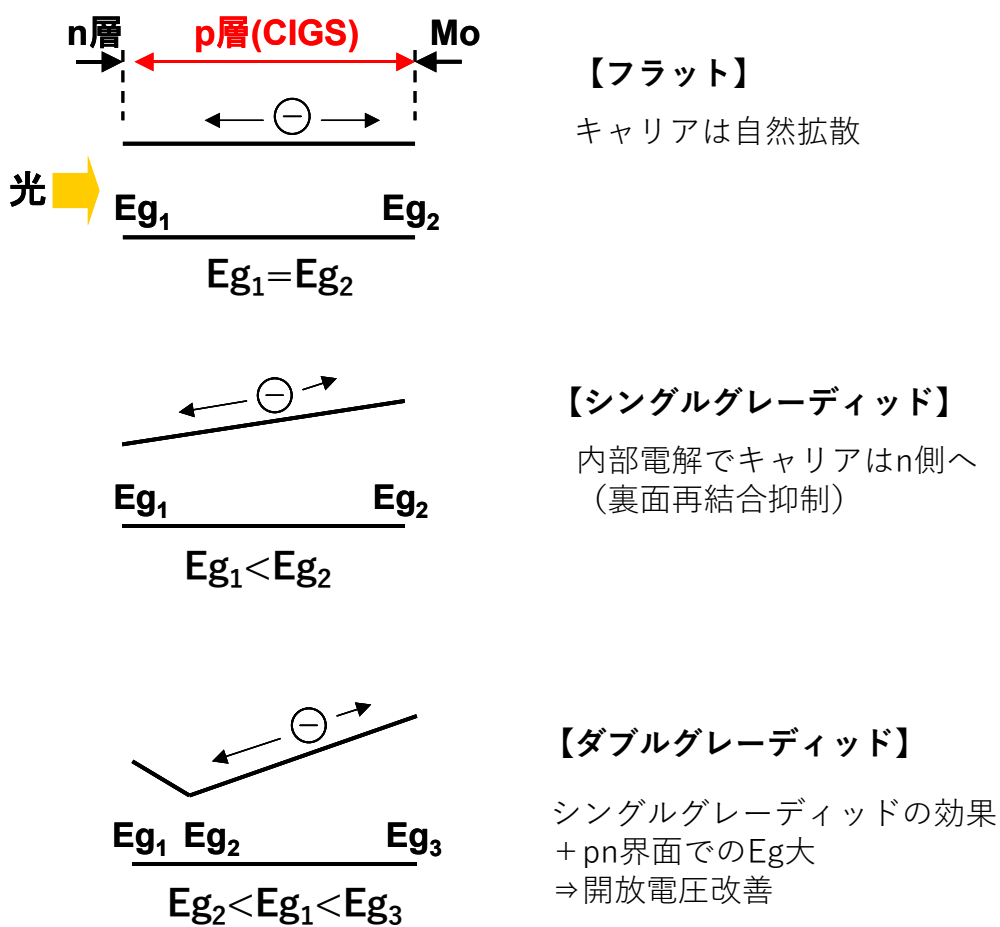 n層 p層(CIGS) Mo
【フラット】
キャリアは自然拡散
光
Eg1 Eg2
Eg1=Eg2
【シングルグレーディッド】
内部電解でキャリアはn側へ
（裏面再結合抑制）
Eg1 Eg2
Eg1<Eg2
【ダブルグレーディッド】
シングルグレーディッドの効果
＋pn界面でのEg大
⇒開放電圧改善
Eg1 Eg2 Eg3
Eg2<Eg1<Eg3